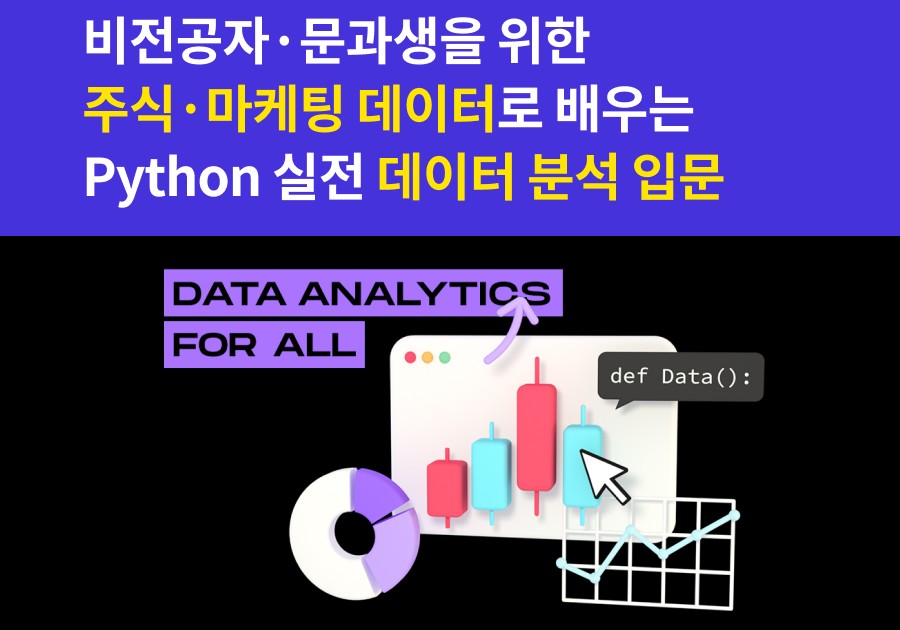 비전공자·문과생을 위한
주식·마케팅 데이터로 배우는
Python 실전 데이터 분석 입문
DATA ANALYTICS
FOR ALL
def Data():